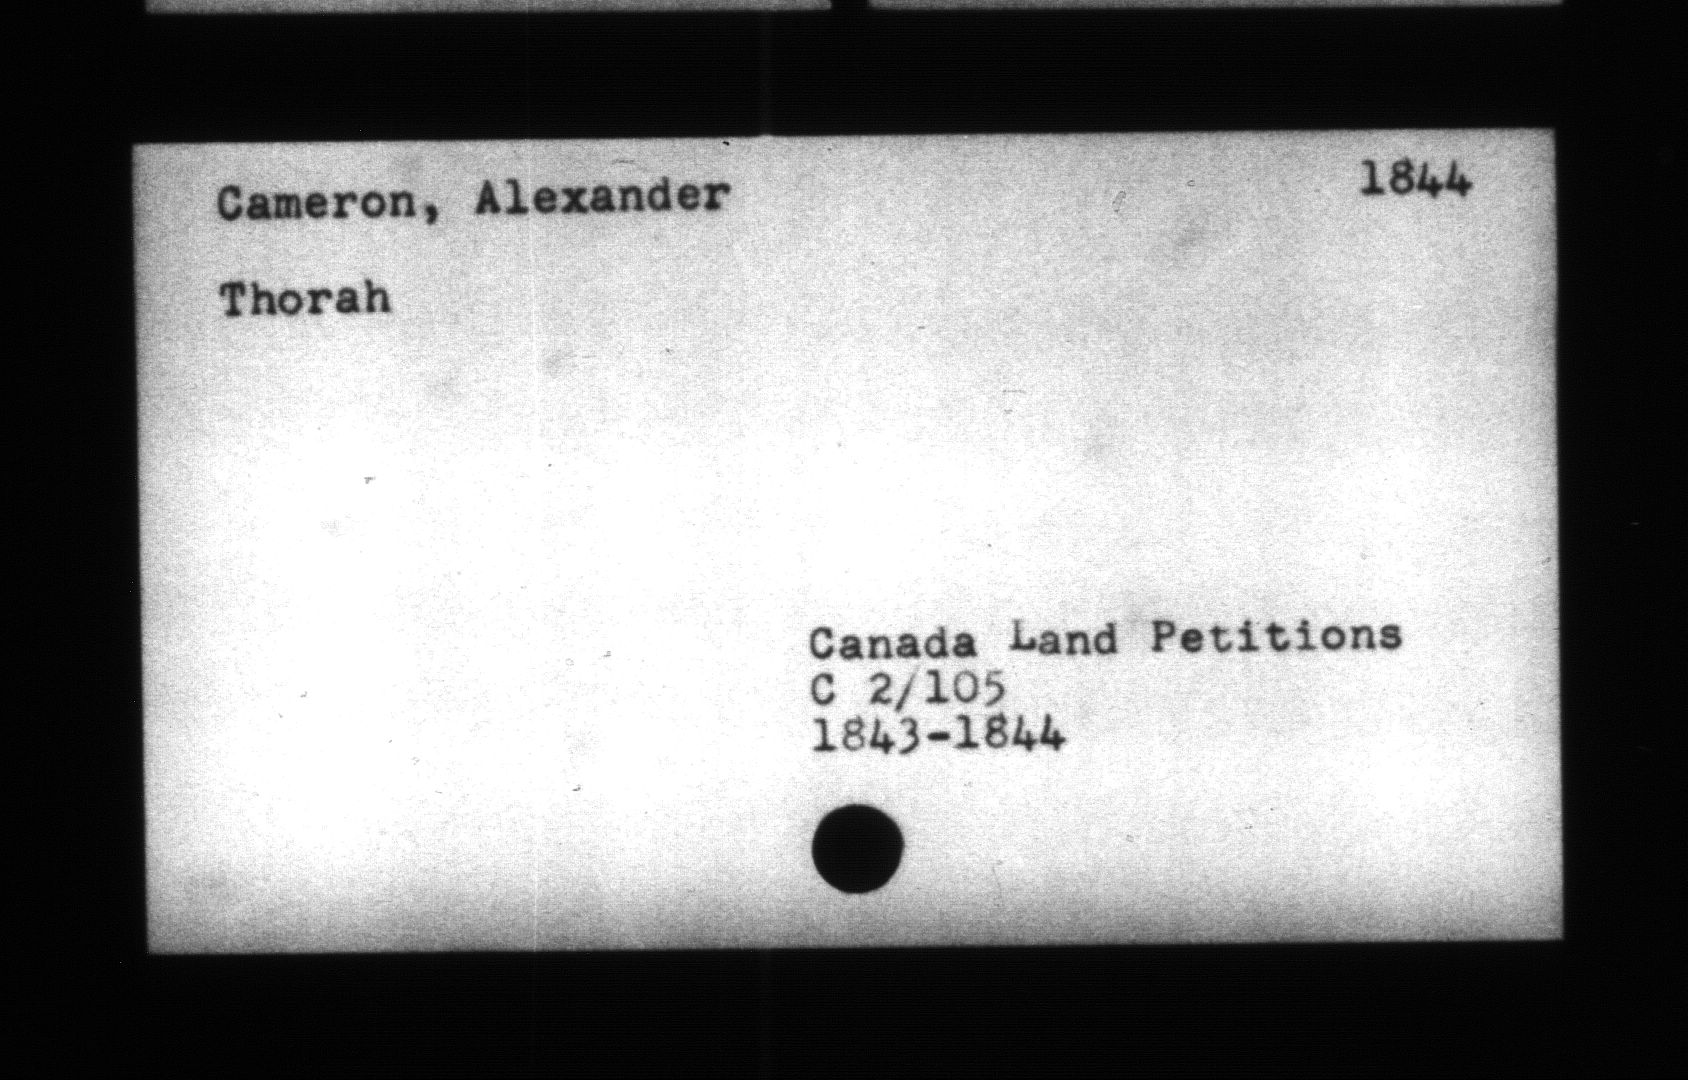 Cameron, Alexander 1844
Thorah
Canada Land Petitions
C 2/105
1843-1844